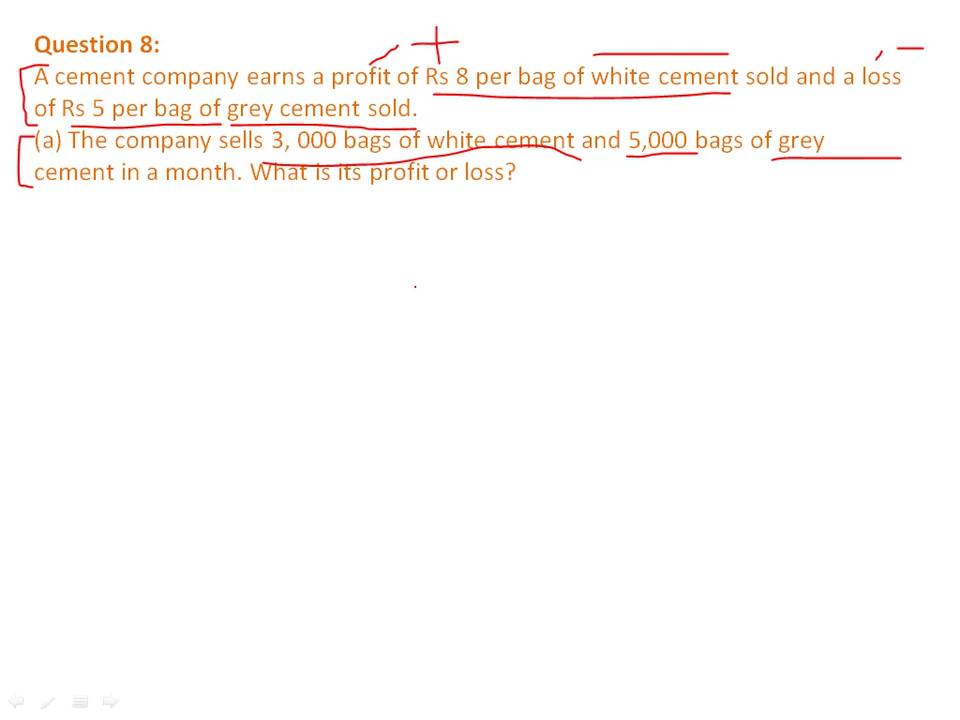 Question 8:
A cement company earns a profit of Rs 8 per bag of white cement sold and a loss
of Rs 5 per bag of grey cement sold.
(a) The company sells 3, 000 bags of white cement and 5,000 bags of grey
cement in a month. What is its profit or loss?